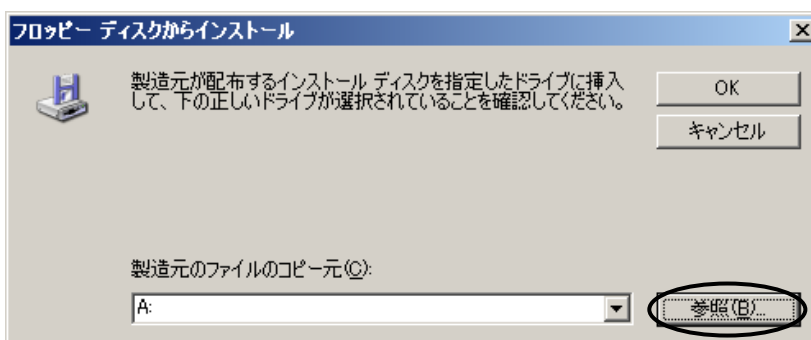 フロッピー ディスクからインストール
製造元が配布するインストール ディスクを指定したドライブに挿入
して、下の正しいドライブが選択されていることを確認してください。
OK
キャンセル
製造元のファイルのコピー元(C):
A:
参照(B)...